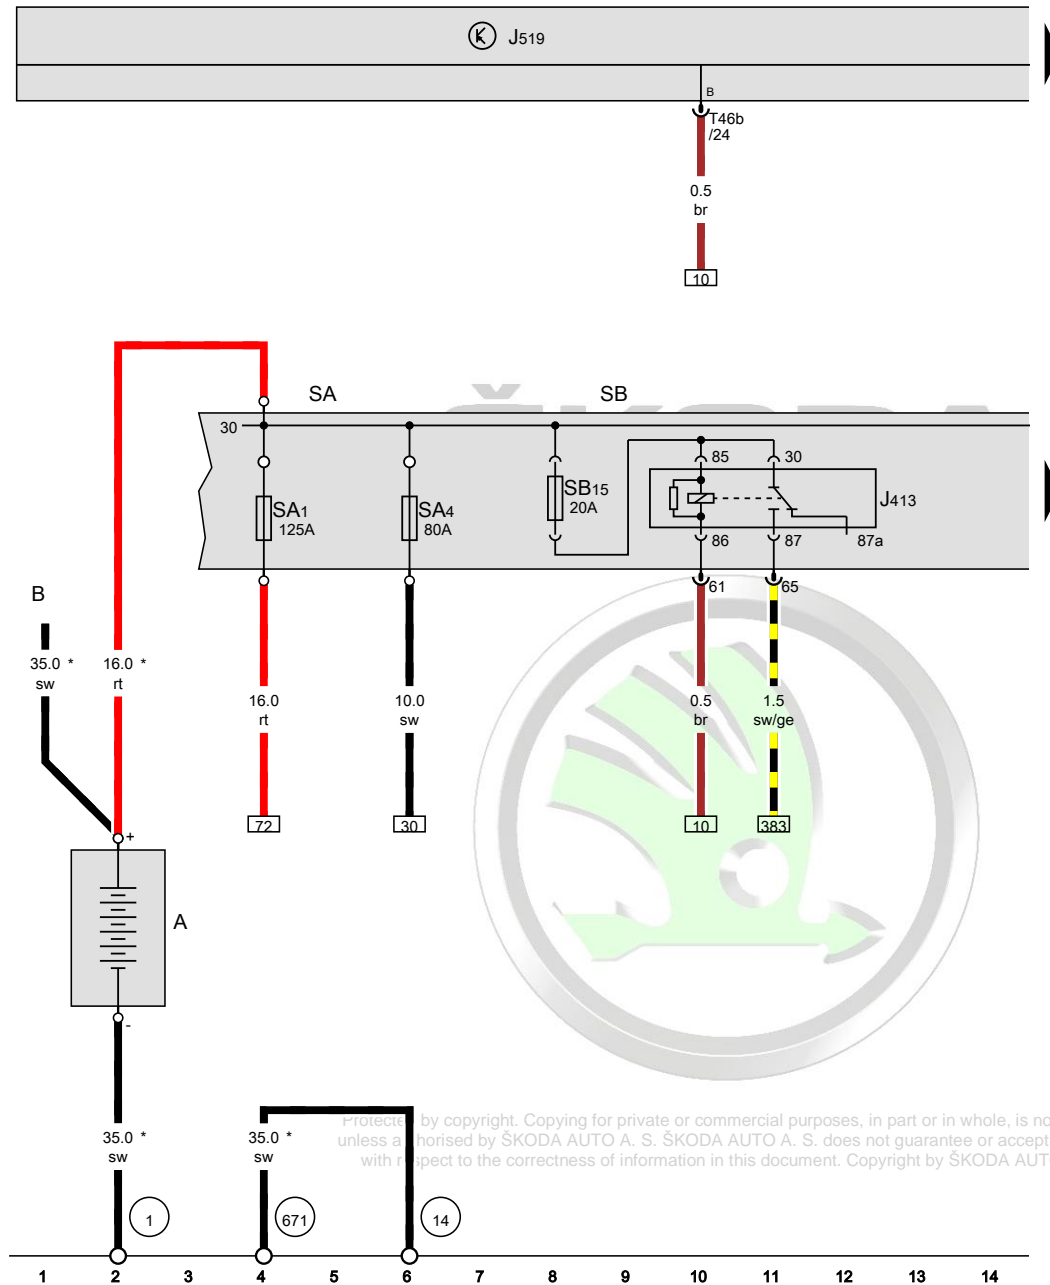 J519
B
T46b
/24
0.5
br
10
SA
SB
ŠKODA
30
85
30
SA1
125A
SA4
80A
SB15
20A
J413
86
87
87a
61
65
B
35.0 *
sw
16.0 *
rt
16.0
rt
10.0
sw
0.5
br
1.5
sw/ge
72
30
10
383
+
A
-
Protected by copyright. Copying for private or commercial purposes, in part or in whole, is no
unless a horised by ŠKODA AUTO A. S. ŠKODA AUTO A. S. does not guarantee or accept
with r spect to the correctness of information in this document. Copyright by ŠKODA AUT
35.0 *
sw
35.0 *
sw
1
671
14
1 2 3 4 5 6 7 8 9 10 11 12 13 14